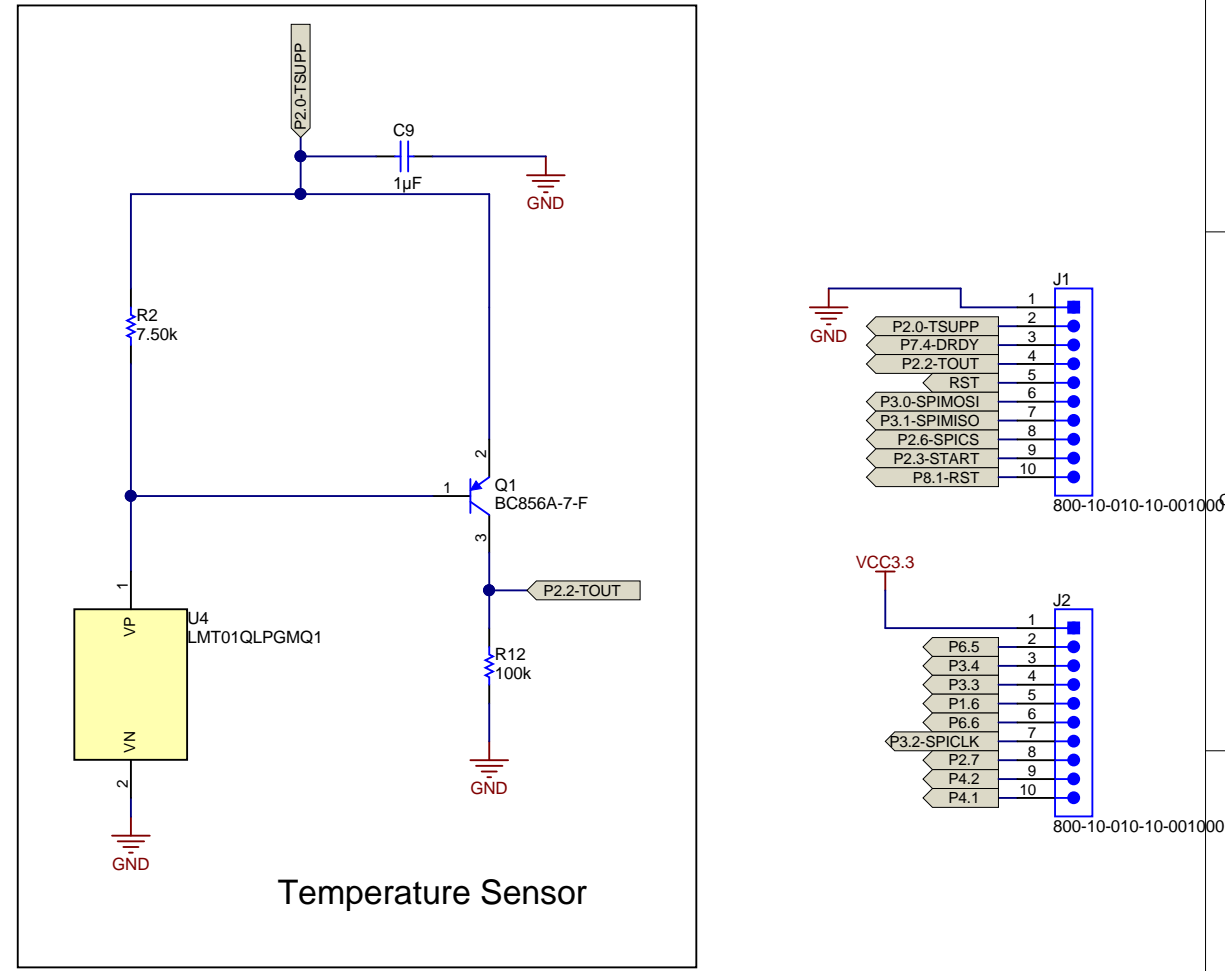 P2.0-TSUPP
C9
1µF
GND
R2
7.50k
1
2
Q1
BC856A-7-F
3
P2.2-TOUT
1
VP
U4
LMT01QLPGMQ1
VN
2
GND
R12
100k
GND
Temperature Sensor
GND
J1
1
P2.0-TSUPP 2
P7.4-DRDY 3
P2.2-TOUT 4
RST 5
P3.0-SPIMOSI 6
P3.1-SPIMISO 7
P2.6-SPICS 8
P2.3-START 9
P8.1-RST 10
800-10-010-10-001000
VCC3.3
J2
1
P6.5 2
P3.4 3
P3.3 4
P1.6 5
P6.6 6
P3.2-SPICLK 7
P2.7 8
P4.2 9
P4.1 10
800-10-010-10-001000